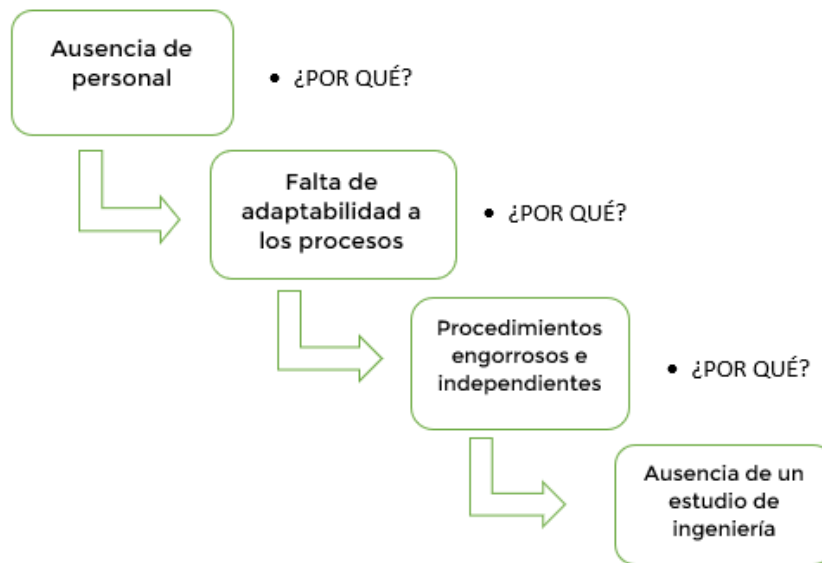 Ausencia de
personal
• ¿POR QUÉ?
Falta de
adaptabilidad a
los procesos
• ¿POR QUÉ?
Procedimientos
engorrosos e
independientes
• ¿POR QUÉ?
Ausencia de un
estudio de
ingeniería